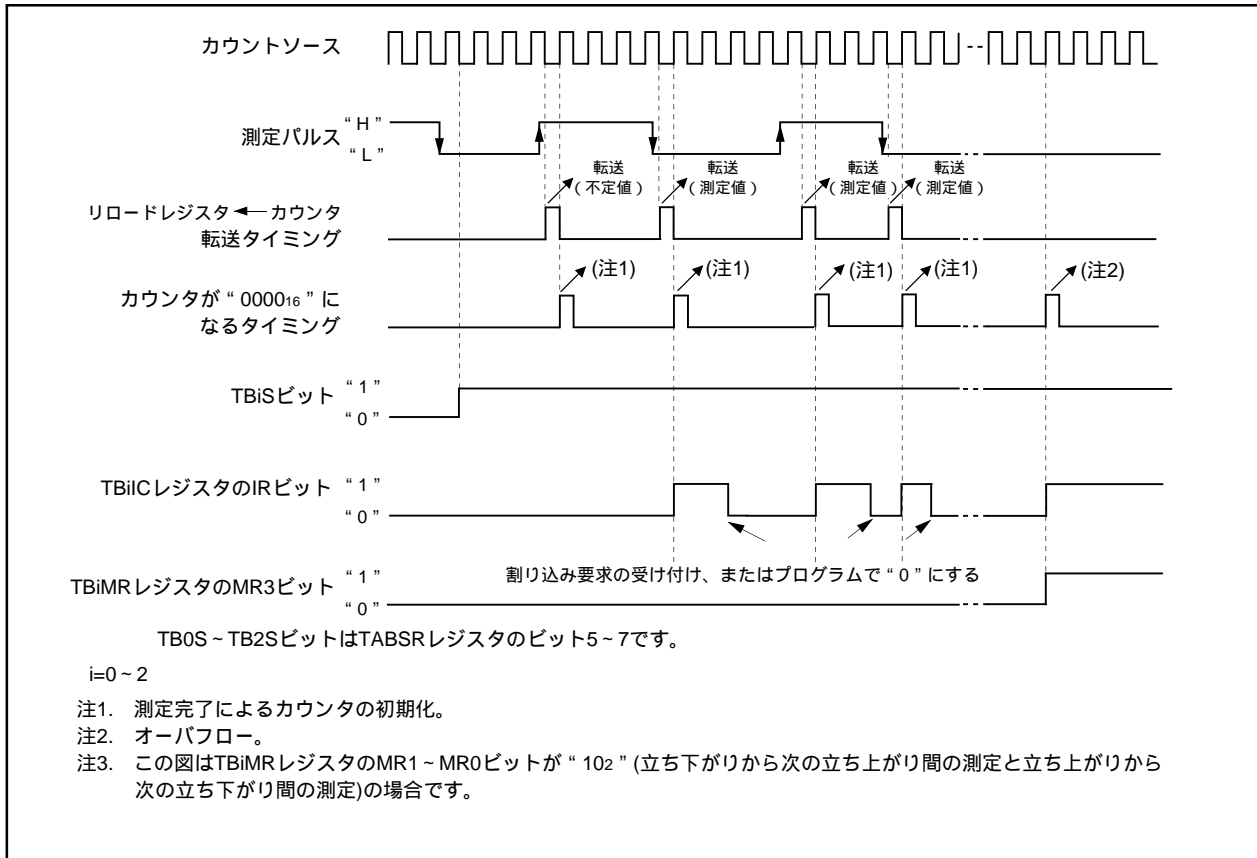 カウントソース
測定パルス
“ H ”
“ L ”
転送
(不定値)
転送
(測定値)
転送
(測定値)
転送
(測定値)
リロードレジスタ ← カウンタ
転送タイミング
(注1)
(注1)
(注1)
(注1)
(注2)
カウンタが “ 0000₁₆ ” に
なるタイミング
TBiSビット
“ 1 ”
“ 0 ”
TBiICレジスタのIRビット
“ 1 ”
“ 0 ”
割り込み要求の受け付け、またはプログラムで “ 0 ” にする
TBiMRレジスタのMR3ビット
“ 1 ”
“ 0 ”
TB0S ~ TB2SビットはTABSRレジスタのビット5 ~ 7です。
i=0 ~ 2
注1. 測定完了によるカウンタの初期化。
注2. オーバフロー。
注3. この図はTBiMRレジスタのMR1 ~ MR0ビットが “ 10₂ ” (立ち下がりから次の立ち上がり間の測定と立ち上がりから
次の立ち下がり間の測定)の場合です。